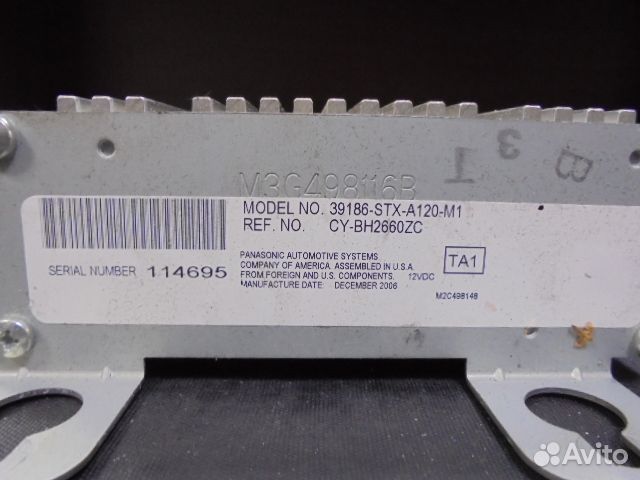 M3G498116B
B 3 T
MODEL NO. 39186-STX-A120-M1
REF. NO. CY-BH2660ZC
SERIAL NUMBER 114695
PANASONIC AUTOMOTIVE SYSTEMS
COMPANY OF AMERICA. ASSEMBLED IN U.S.A.
FROM FOREIGN AND U.S. COMPONENTS. 12VDC
MANUFACTURE DATE: DECEMBER 2006
TA1
M2C498148
Avito